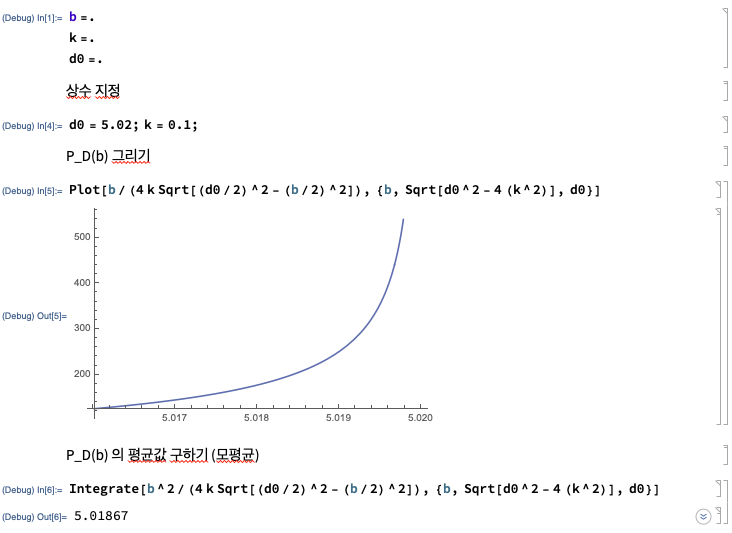 (Debug) In[1]:= b =.
k =.
d0 =.
상수 지정
(Debug) In[4]:= d0 = 5.02; k = 0.1;
P_D(b) 그리기
(Debug) In[5]:= Plot[b / (4 k Sqrt[(d0 / 2) ^ 2 - (b / 2) ^ 2]), {b, Sqrt[d0 ^ 2 - 4 (k ^ 2)], d0}]
500
400
300
200
(Debug) Out[5]=
5.017 5.018 5.019 5.020
P_D(b) 의 평균값 구하기 (모평균)
(Debug) In[6]:= Integrate[b ^ 2 / (4 k Sqrt[(d0 / 2) ^ 2 - (b / 2) ^ 2]), {b, Sqrt[d0 ^ 2 - 4 (k ^ 2)], d0}]
(Debug) Out[6]= 5.01867